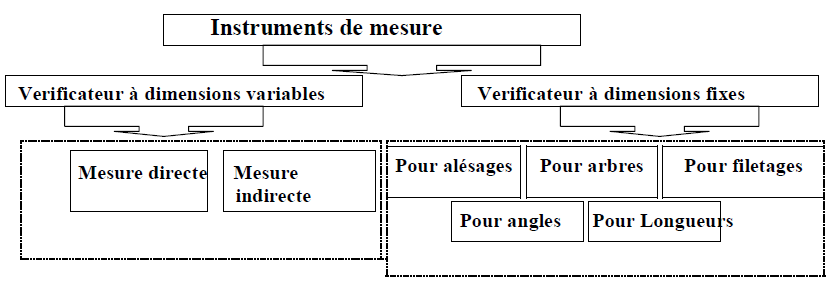 Instruments de mesure
Verificateur à dimensions variables
Verificateur à dimensions fixes
Mesure directe
Mesure
indirecte
Pour alésages
Pour arbres
Pour filetages
Pour angles
Pour Longueurs